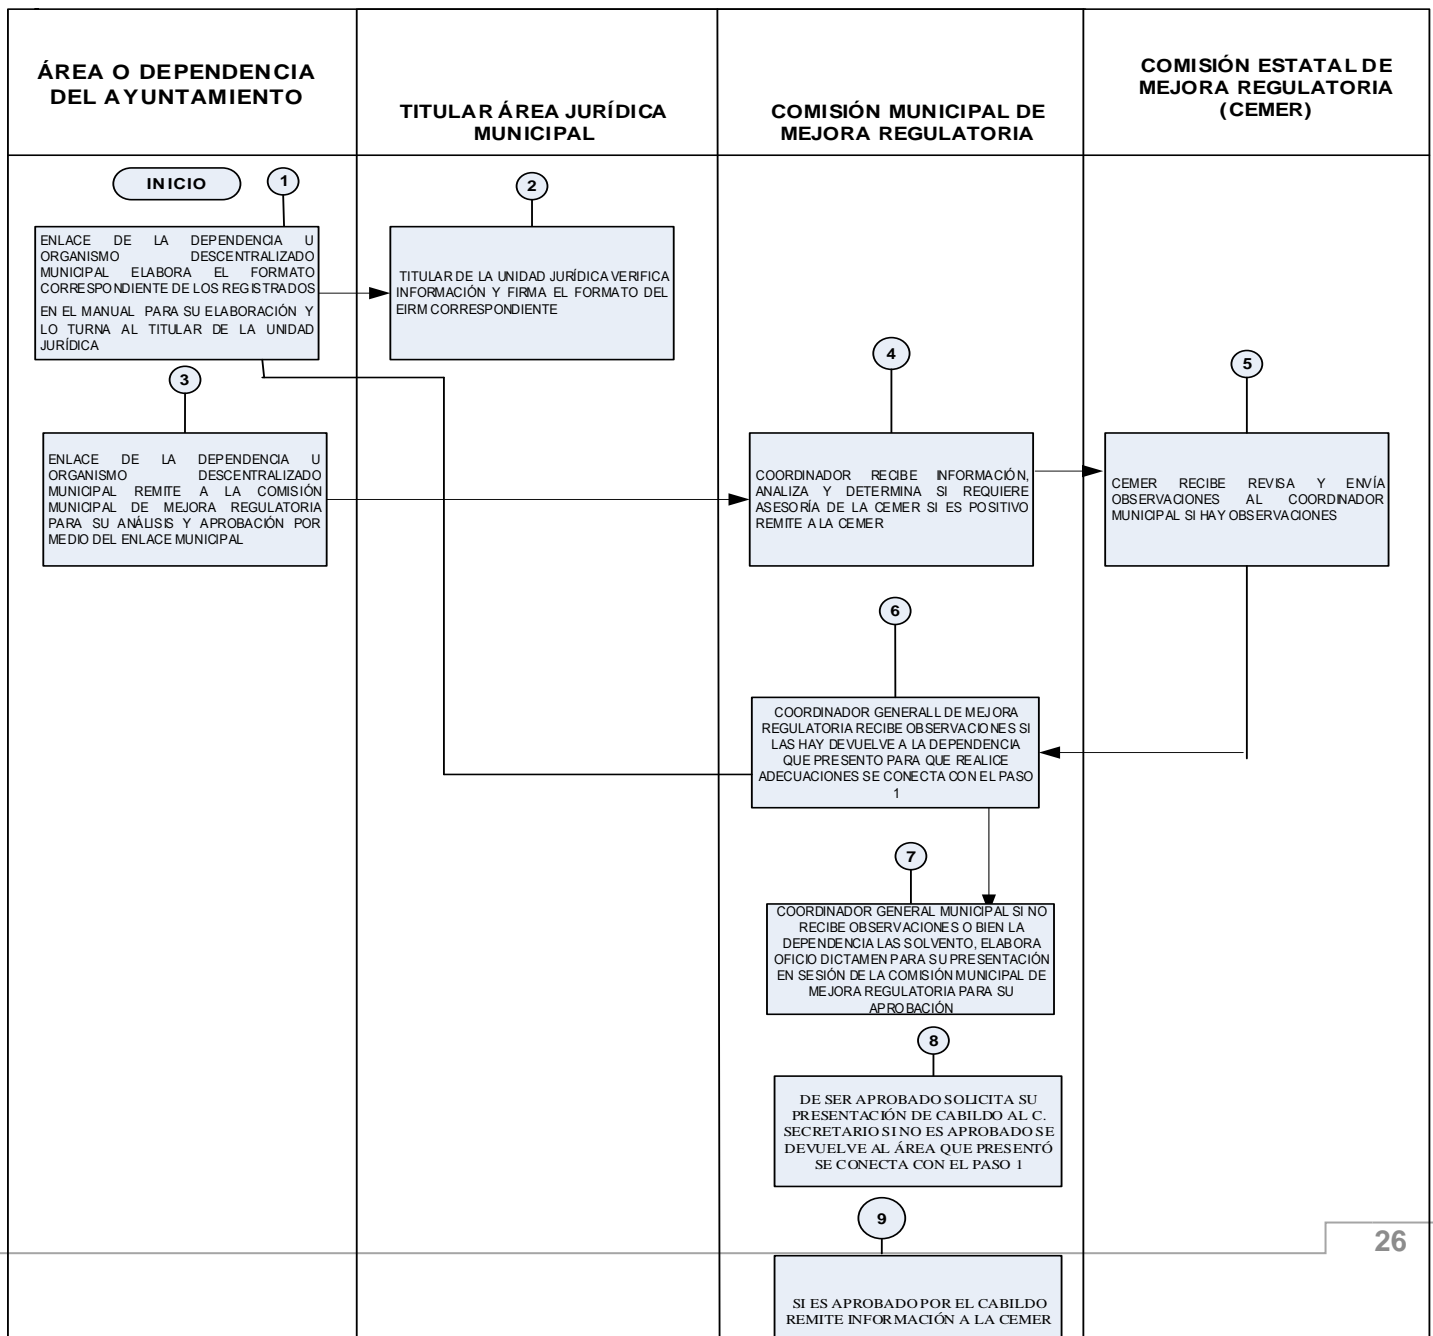 ÁREA O DEPENDENCIA
DEL AYUNTAMIENTO
TITULAR ÁREA JURÍDICA
MUNICIPAL
COMISIÓN MUNICIPAL DE
MEJORA REGULATORIA
COMISIÓN ESTATAL DE
MEJORA REGULATORIA
(CEMER)
INICIO
1
2
ENLACE DE LA DEPENDENCIA U
ORGANISMO DESCENTRALIZADO
MUNICIPAL ELABORA EL FORMATO
CORRESPONDIENTE DE LOS REGISTRADOS
EN EL MANUAL PARA SU ELABORACIÓN Y
LO TURNA AL TITULAR DE LA UNIDAD
JURÍDICA
TITULAR DE LA UNIDAD JURÍDICA VERIFICA
INFORMACIÓN Y FIRMA EL FORMATO DEL
EIRM CORRESPONDIENTE
3
4
5
ENLACE DE LA DEPENDENCIA U
ORGANISMO DESCENTRALIZADO
MUNICIPAL REMITE A LA COMISIÓN
MUNICIPAL DE MEJORA REGULATORIA
PARA SU ANÁLISIS Y APROBACIÓN POR
MEDIO DEL ENLACE MUNICIPAL
COORDINADOR RECIBE INFORMACIÓN,
ANALIZA Y DETERMINA SI REQUIERE
ASESORÍA DE LA CEMER SI ES POSITIVO
REMITE A LA CEMER
CEMER RECIBE REVISA Y ENVÍA
OBSERVACIONES AL COORDINADOR
MUNICIPAL SI HAY OBSERVACIONES
6
COORDINADOR GENERALL DE MEJORA
REGULATORIA RECIBE OBSERVACIONES SI
LAS HAY DEVUELVE A LA DEPENDENCIA
QUE PRESENTO PARA QUE REALICE
ADECUACIONES SE CONECTA CON EL PASO
1
7
COORDINADOR GENERAL MUNICIPAL SI NO
RECIBE OBSERVACIONES O BIEN LA
DEPENDENCIA LAS SOLVENTO, ELABORA
OFICIO DICTAMEN PARA SU PRESENTACIÓN
EN SESIÓN DE LA COMISIÓN MUNICIPAL DE
MEJORA REGULATORIA PARA SU
APROBACIÓN
8
DE SER APROBADO SOLICITA SU
PRESENTACIÓN DE CABILDO AL C.
SECRETARIO SI NO ES APROBADO SE
DEVUELVE AL ÁREA QUE PRESENTÓ
SE CONECTA CON EL PASO 1
9
SI ES APROBADO POR EL CABILDO
REMITE INFORMACIÓN A LA CEMER
26